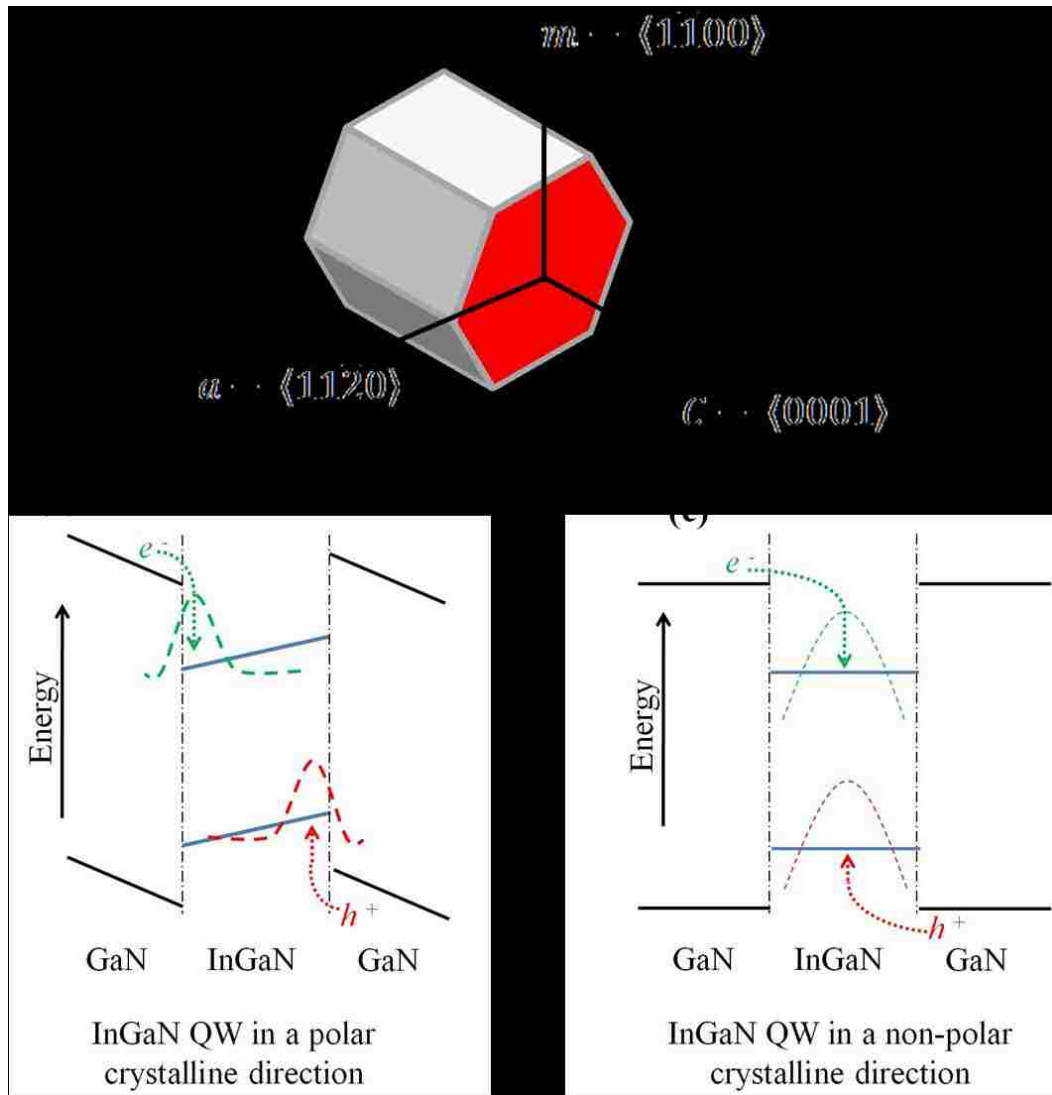 m · · ⟨1100⟩
a · · ⟨1120⟩
C · · ⟨0001⟩
e -
Energy
h +
GaN
InGaN
GaN
InGaN QW in a polar
crystalline direction
(c)
e -
Energy
h +
GaN
InGaN
GaN
InGaN QW in a non-polar
crystalline direction